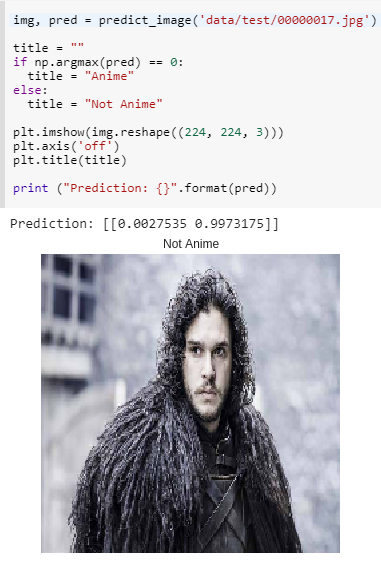 img, pred = predict_image('data/test/00000017.jpg')
title = ""
if np.argmax(pred) == 0:
  title = "Anime"
else:
  title = "Not Anime"
plt.imshow(img.reshape((224, 224, 3)))
plt.axis('off')
plt.title(title)
print ("Prediction: {}".format(pred))
Prediction: [[0.0027535 0.9973175]]
Not Anime